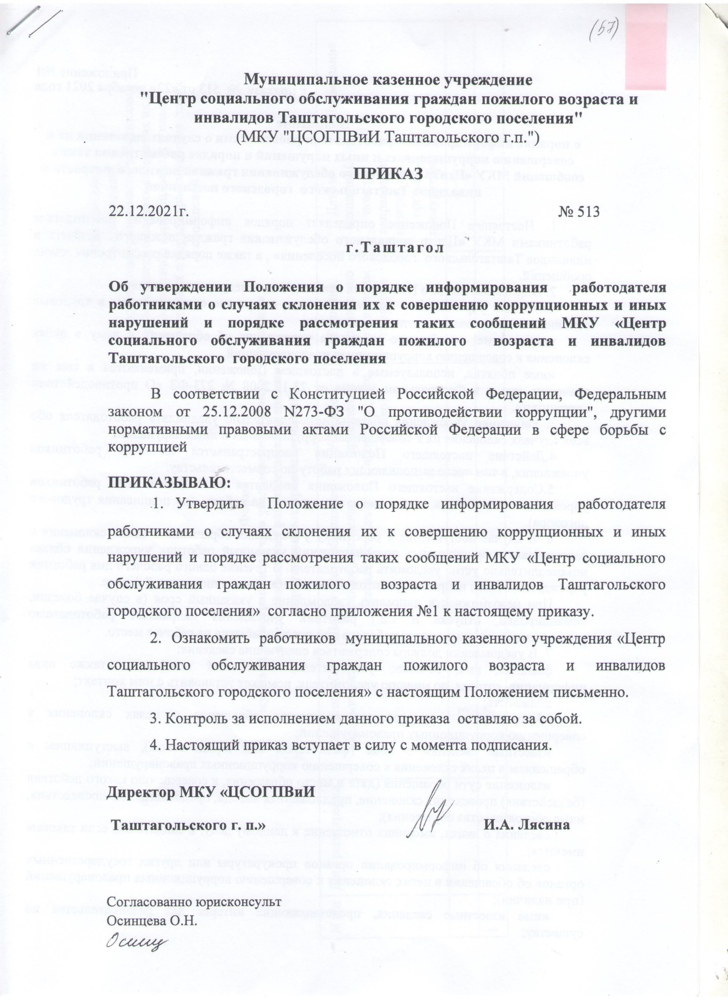 (57)
Муниципальное казенное учреждение
"Центр социального обслуживания граждан пожилого возраста и
инвалидов Таштагольского городского поселения"
(МКУ "ЦСОГПВиИ Таштагольского г.п.")
ПРИКАЗ
22.12.2021г. № 513
г.Таштагол
Об утверждении Положения о порядке информирования работодателя
работниками о случаях склонения их к совершению коррупционных и иных
нарушений и порядке рассмотрения таких сообщений МКУ «Центр
социального обслуживания граждан пожилого возраста и инвалидов
Таштагольского городского поселения
В соответствии с Конституцией Российской Федерации, Федеральным
законом от 25.12.2008 N273-ФЗ "О противодействии коррупции", другими
нормативными правовыми актами Российской Федерации в сфере борьбы с
коррупцией
ПРИКАЗЫВАЮ:
1. Утвердить Положение о порядке информирования работодателя
работниками о случаях склонения их к совершению коррупционных и иных
нарушений и порядке рассмотрения таких сообщений МКУ «Центр социального
обслуживания граждан пожилого возраста и инвалидов Таштагольского
городского поселения» согласно приложения №1 к настоящему приказу.
2. Ознакомить работников муниципального казенного учреждения «Центр
социального обслуживания граждан пожилого возраста и инвалидов
Таштагольского городского поселения» с настоящим Положением письменно.
3. Контроль за исполнением данного приказа оставляю за собой.
4. Настоящий приказ вступает в силу с момента подписания.
Директор МКУ «ЦСОГПВиИ
Таштагольского г. п.» И.А. Лясина
Согласованно юрисконсульт
Осинцева О.Н.